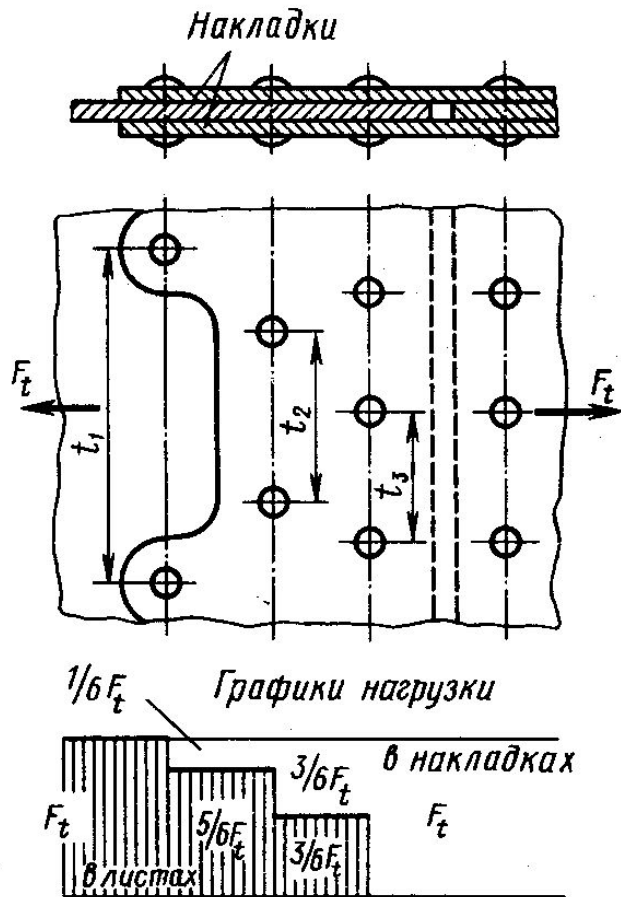 Накладки
F_t
F_t
t_1
t_2
t_3
1/6 F_t
Графики нагрузки
в накладках
F_t
5/6 F_t
3/6 F_t
3/6 F_t
F_t
в листах